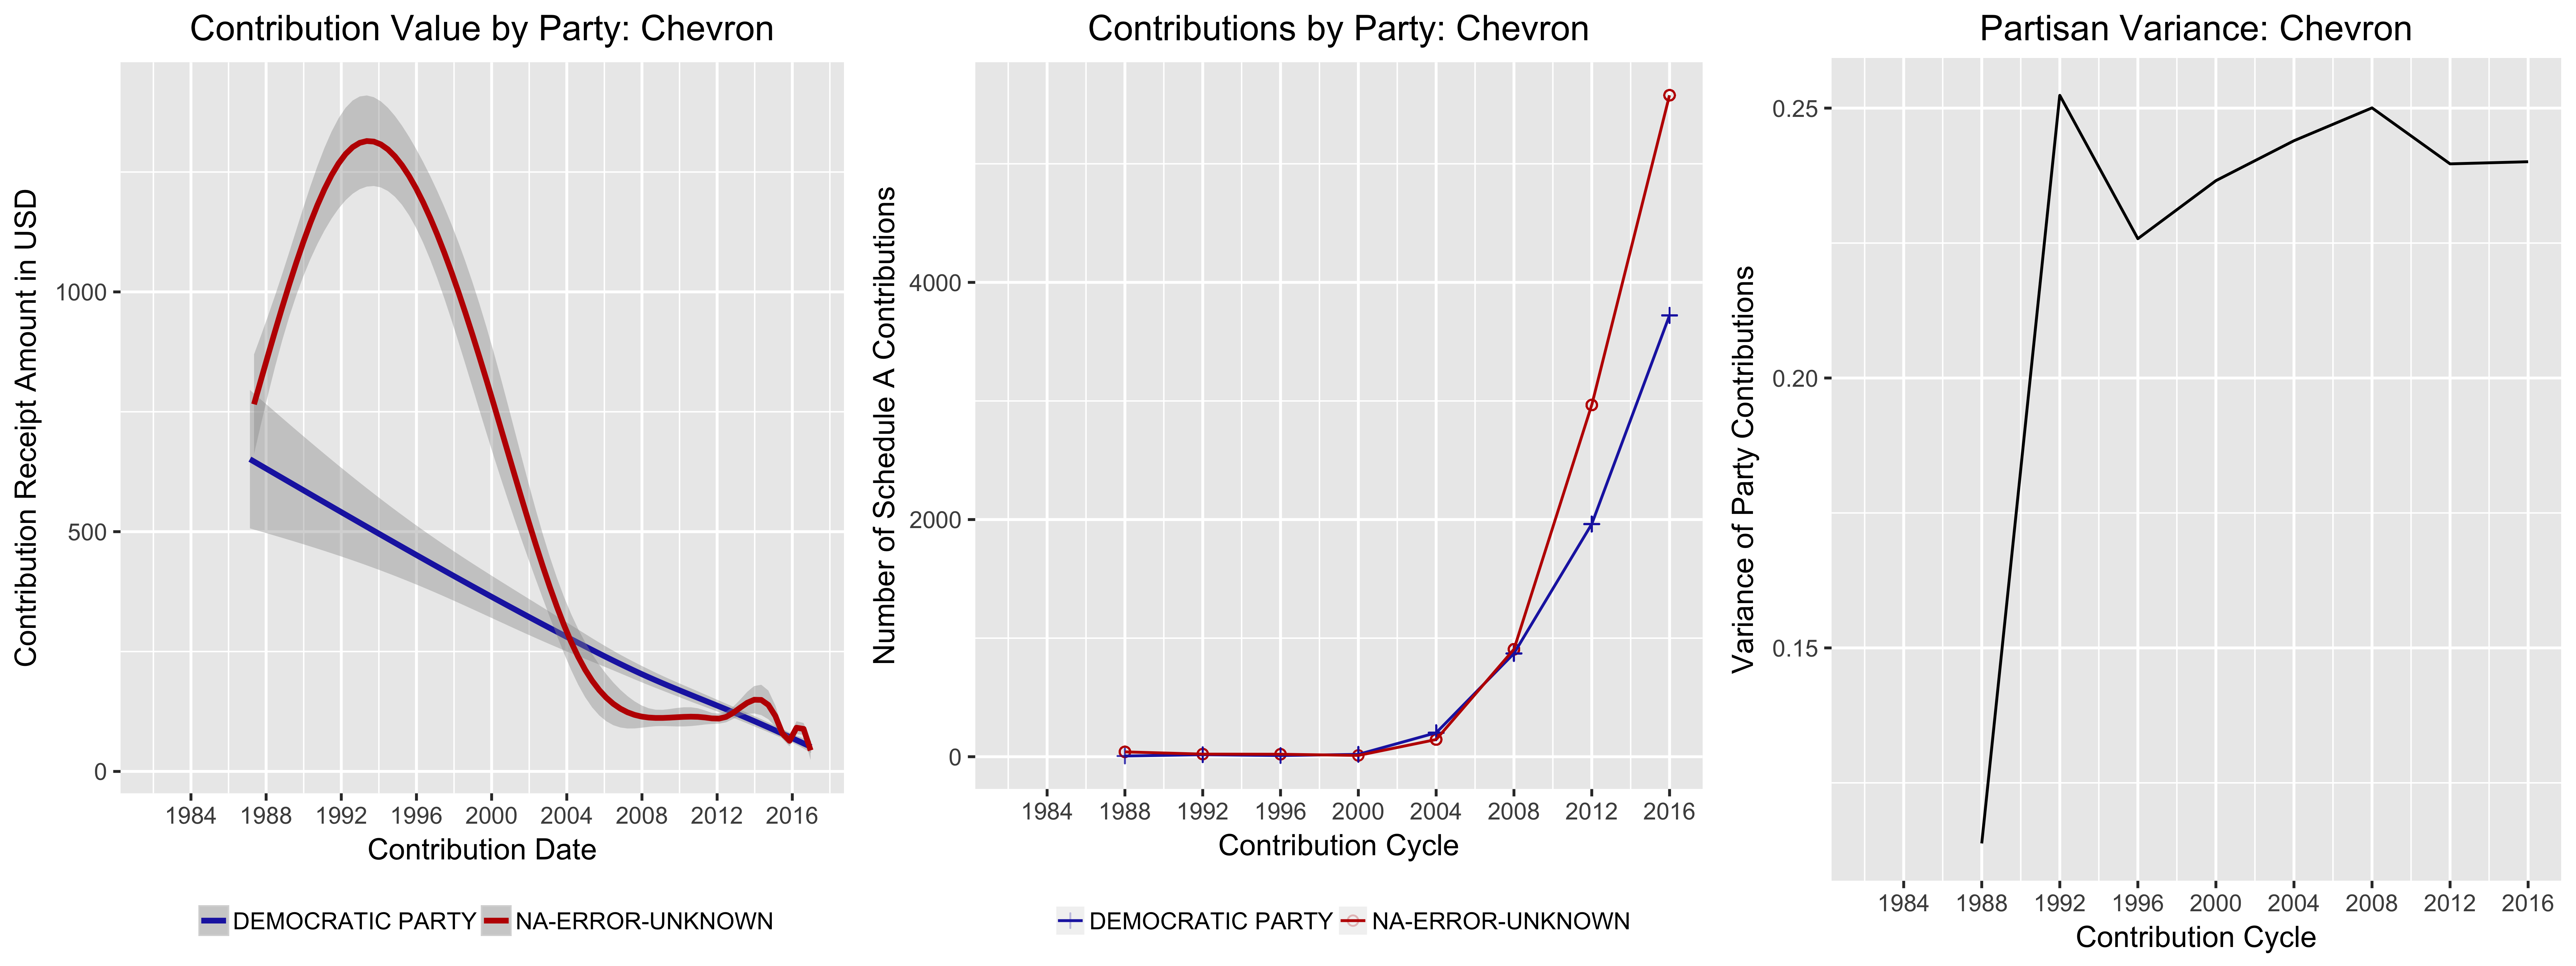 Contribution Value by Party: Chevron
Contribution Receipt Amount in USD
1000
500
0
1984 1988 1992 1996 2000 2004 2008 2012 2016
Contribution Date
DEMOCRATIC PARTY NA-ERROR-UNKNOWN
Contributions by Party: Chevron
Number of Schedule A Contributions
4000
2000
0
1984 1988 1992 1996 2000 2004 2008 2012 2016
Contribution Cycle
DEMOCRATIC PARTY NA-ERROR-UNKNOWN
Partisan Variance: Chevron
Variance of Party Contributions
0.25
0.20
0.15
1984 1988 1992 1996 2000 2004 2008 2012 2016
Contribution Cycle